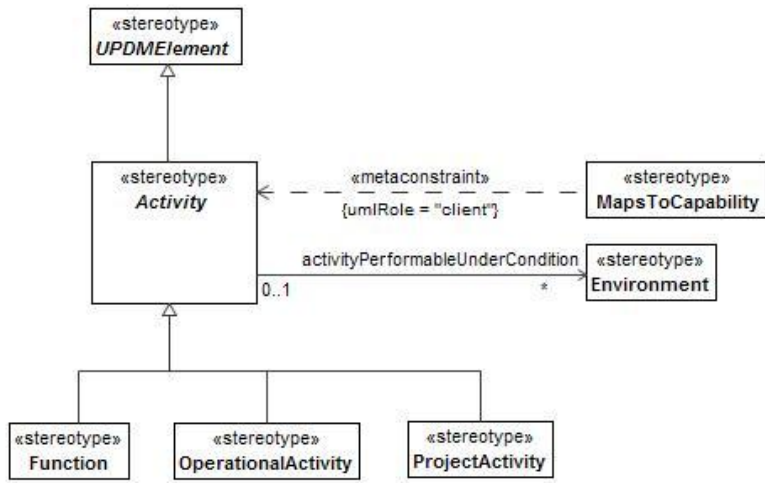 «stereotype»
UPDMElement
«stereotype»
Activity
«metaconstraint»
{umlRole = "client"}
«stereotype»
MapsToCapability
activityPerformableUnderCondition
0..1
*
«stereotype»
Environment
«stereotype»
Function
«stereotype»
OperationalActivity
«stereotype»
ProjectActivity